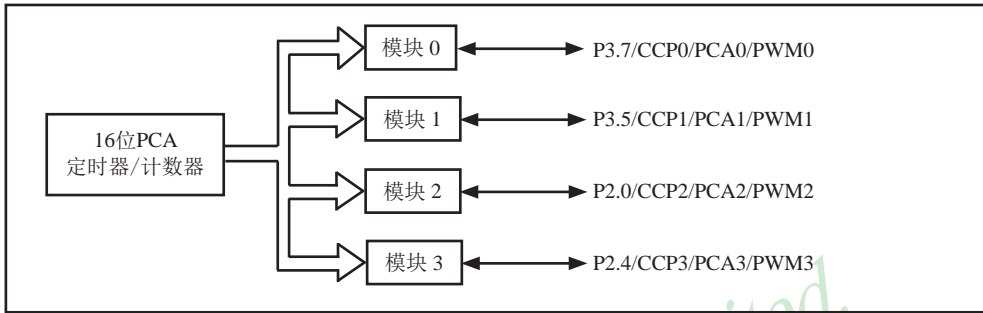 模块 0
P3.7/CCP0/PCA0/PWM0
模块 1
P3.5/CCP1/PCA1/PWM1
16位PCA
定时器/计数器
模块 2
P2.0/CCP2/PCA2/PWM2
模块 3
P2.4/CCP3/PCA3/PWM3